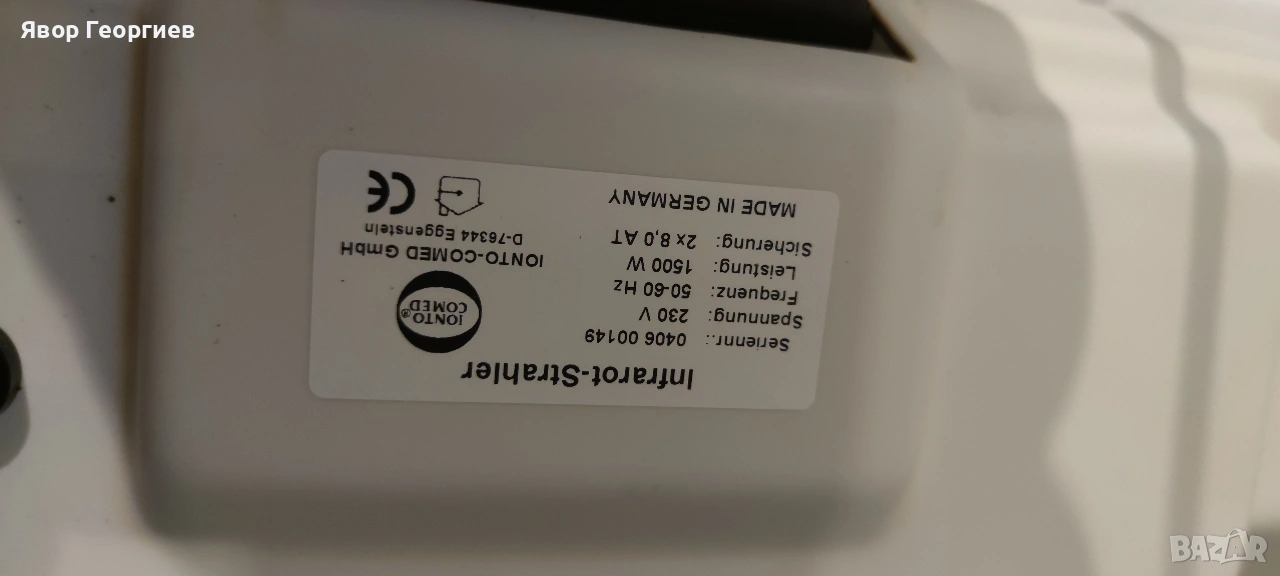 Явор Георгиев
Infrarot-Strahler
Seriennr.: 0406 00149
Spannung: 230 V
Frequenz: 50-60 Hz
Leistung: 1500 W
Sicherung: 2x 8,0 AT
MADE IN GERMANY
IONTO®
COMED
IONTO-COMED GmbH
D-76344 Eggenstein
CE
BAZAR